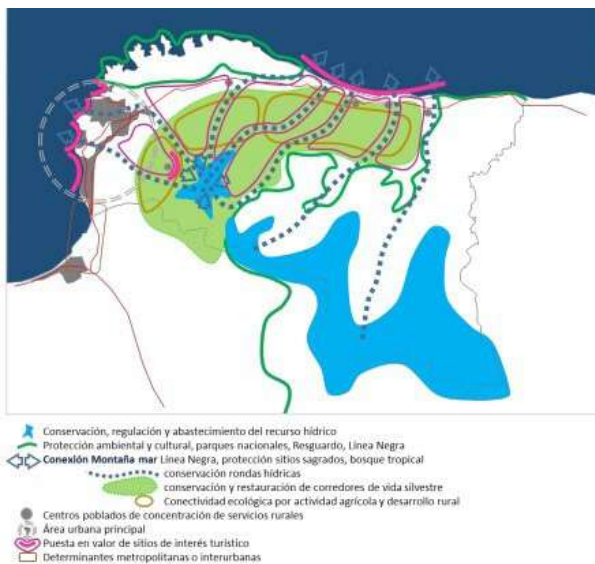 Conservación, regulación y abastecimiento del recurso hídrico
Protección ambiental y cultural, parques nacionales, Resguardo, Línea Negra
Conexión Montaña mar Línea Negra, protección sitios sagrados, bosque tropical
conservación rondas hídricas
conservación y restauración de corredores de vida silvestre
Conectividad ecológica por actividad agrícola y desarrollo rural
Centros poblados de concentración de servicios rurales
Área urbana principal
Puesta en valor de sitios de interés turístico
Determinantes metropolitanas o interurbanas